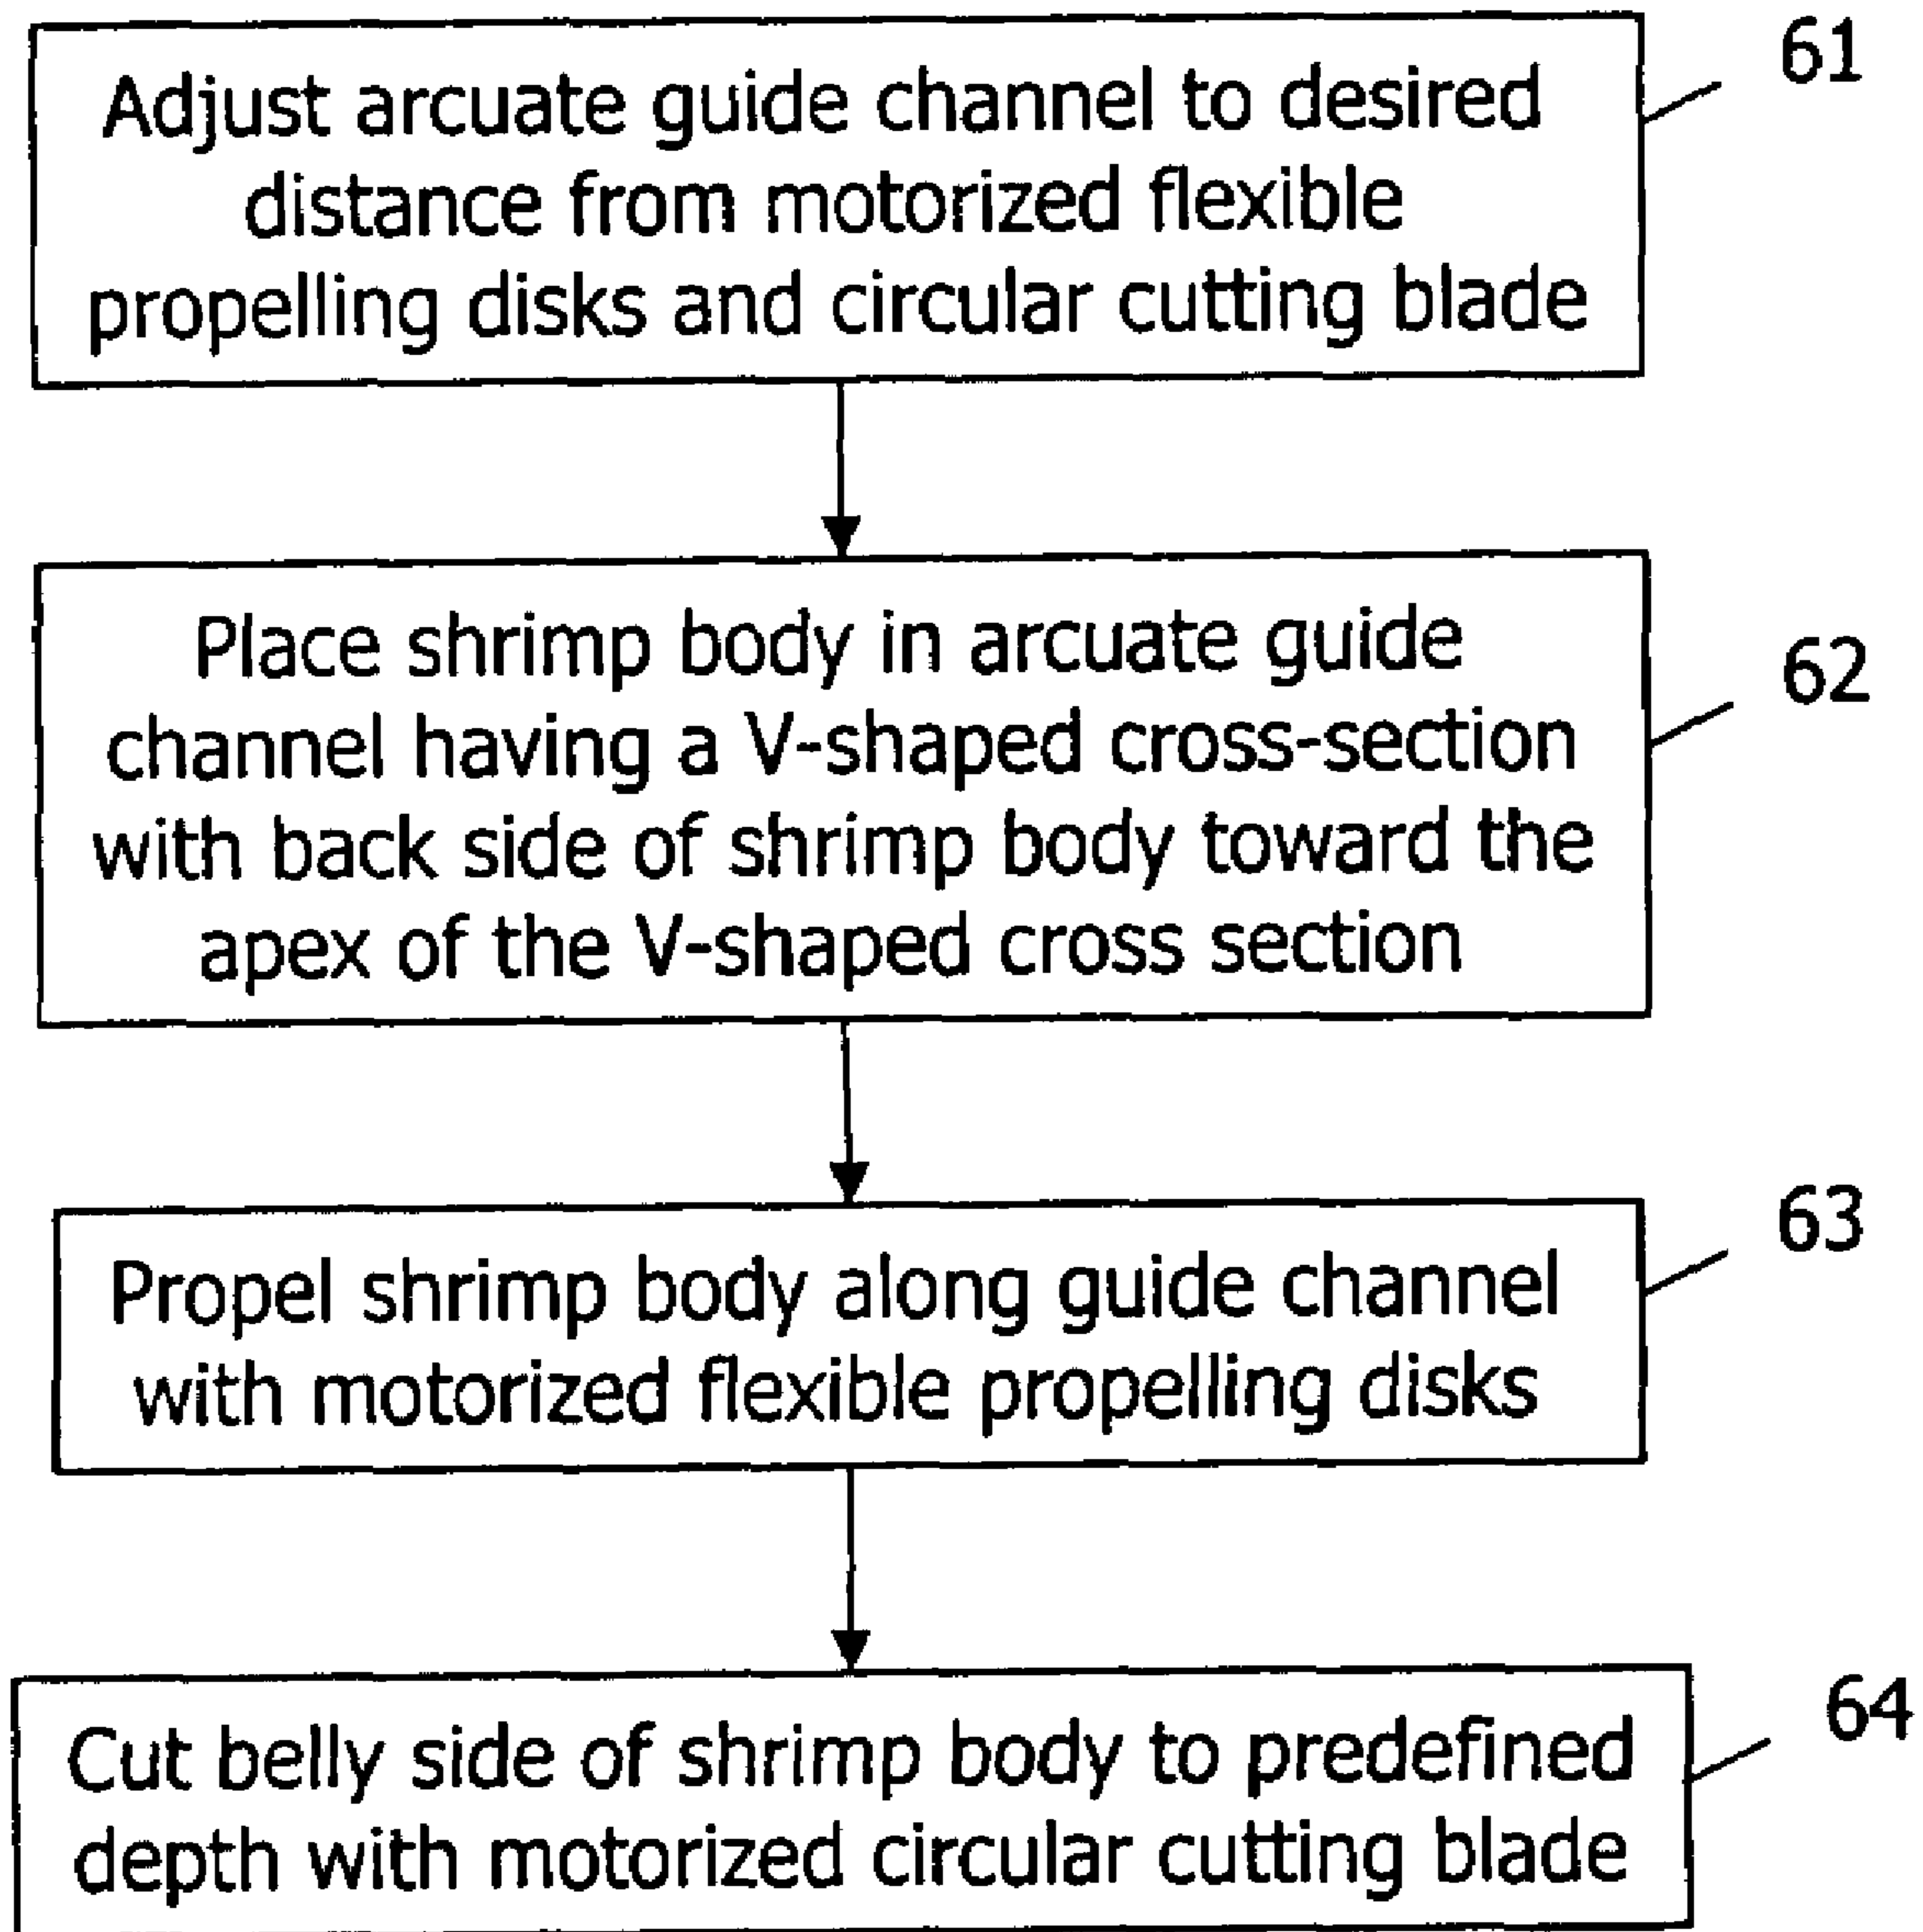 61
Adjust arcuate guide channel to desired
distance from motorized flexible
propelling disks and circular cutting blade
62
Place shrimp body in arcuate guide
channel having a V-shaped cross-section
with back side of shrimp body toward the
apex of the V-shaped cross section
63
Propel shrimp body along guide channel
with motorized flexible propelling disks
64
Cut belly side of shrimp body to predefined
depth with motorized circular cutting blade